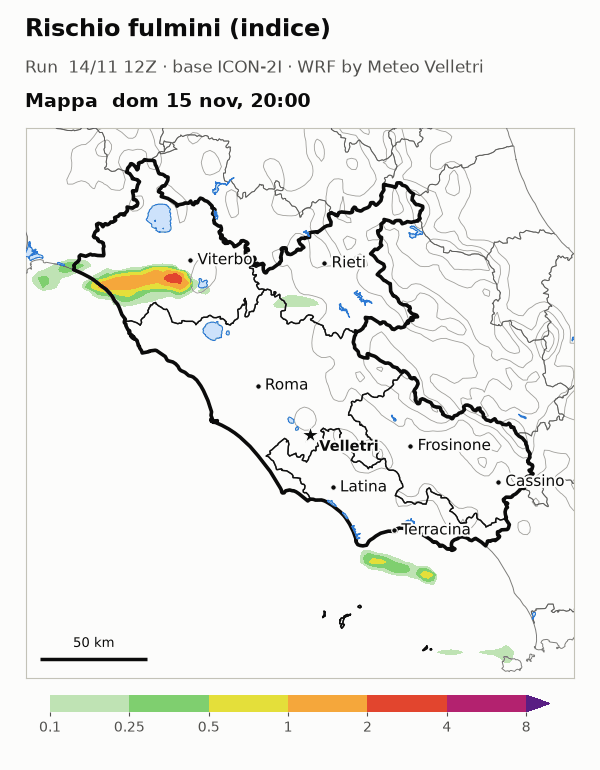 Rischio fulmini (indice)
Run  14/11 12Z · base ICON-2I · WRF by Meteo Velletri
Mappa  dom 15 nov, 20:00
Viterbo
Rieti
Roma
Velletri
Frosinone
Cassino
Latina
Terracina
50 km
0.1 0.25 0.5 1 2 4 8